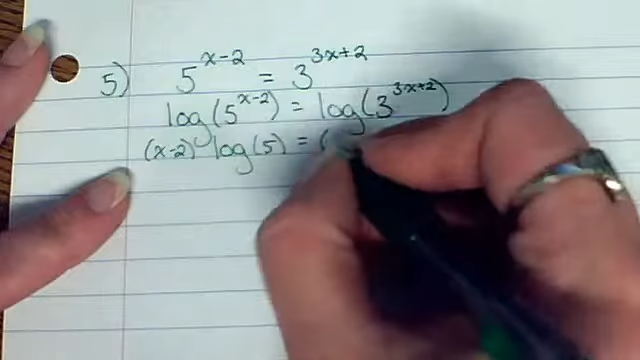 5) 5^{x-2} = 3^{3x+2}
log(5^{x-2}) = log(3^{3x+2})
(x-2) log(5) = (